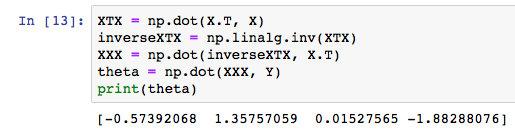 In [13]: XTX = np.dot(X.T, X)
inverseXTX = np.linalg.inv(XTX)
XXX = np.dot(inverseXTX, X.T)
theta = np.dot(XXX, Y)
print(theta)
[-0.57392068 1.35757059 0.01527565 -1.88288076]